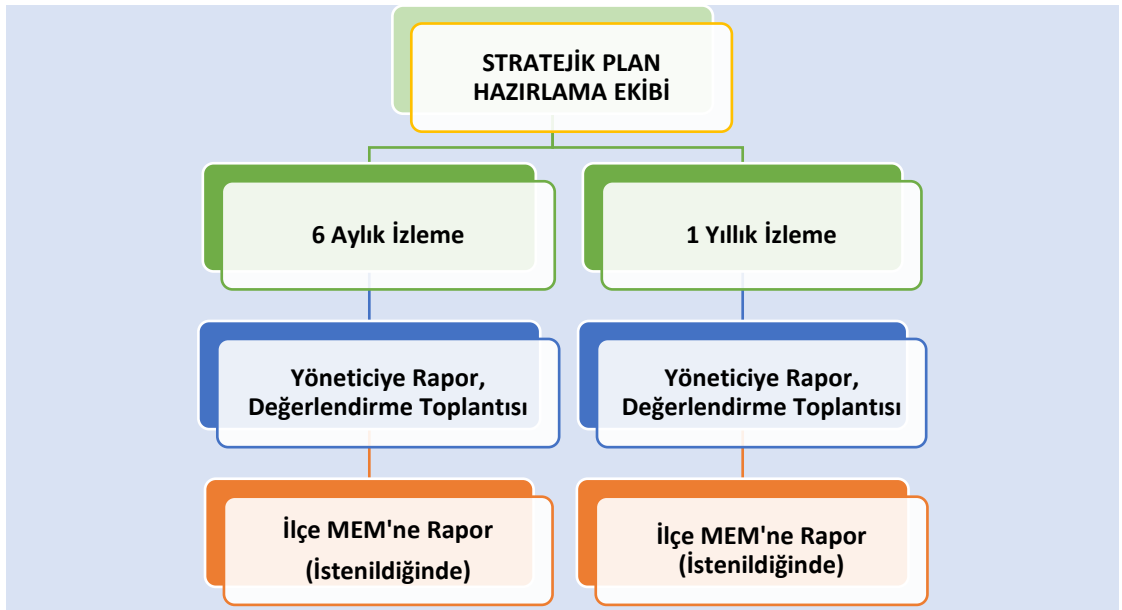 STRATEJİK PLAN
HAZIRLAMA EKİBİ
6 Aylık İzleme
1 Yıllık İzleme
Yöneticiye Rapor,
Değerlendirme Toplantısı
Yöneticiye Rapor,
Değerlendirme Toplantısı
İlçe MEM'ne Rapor
(İstenildiğinde)
İlçe MEM'ne Rapor
(İstenildiğinde)